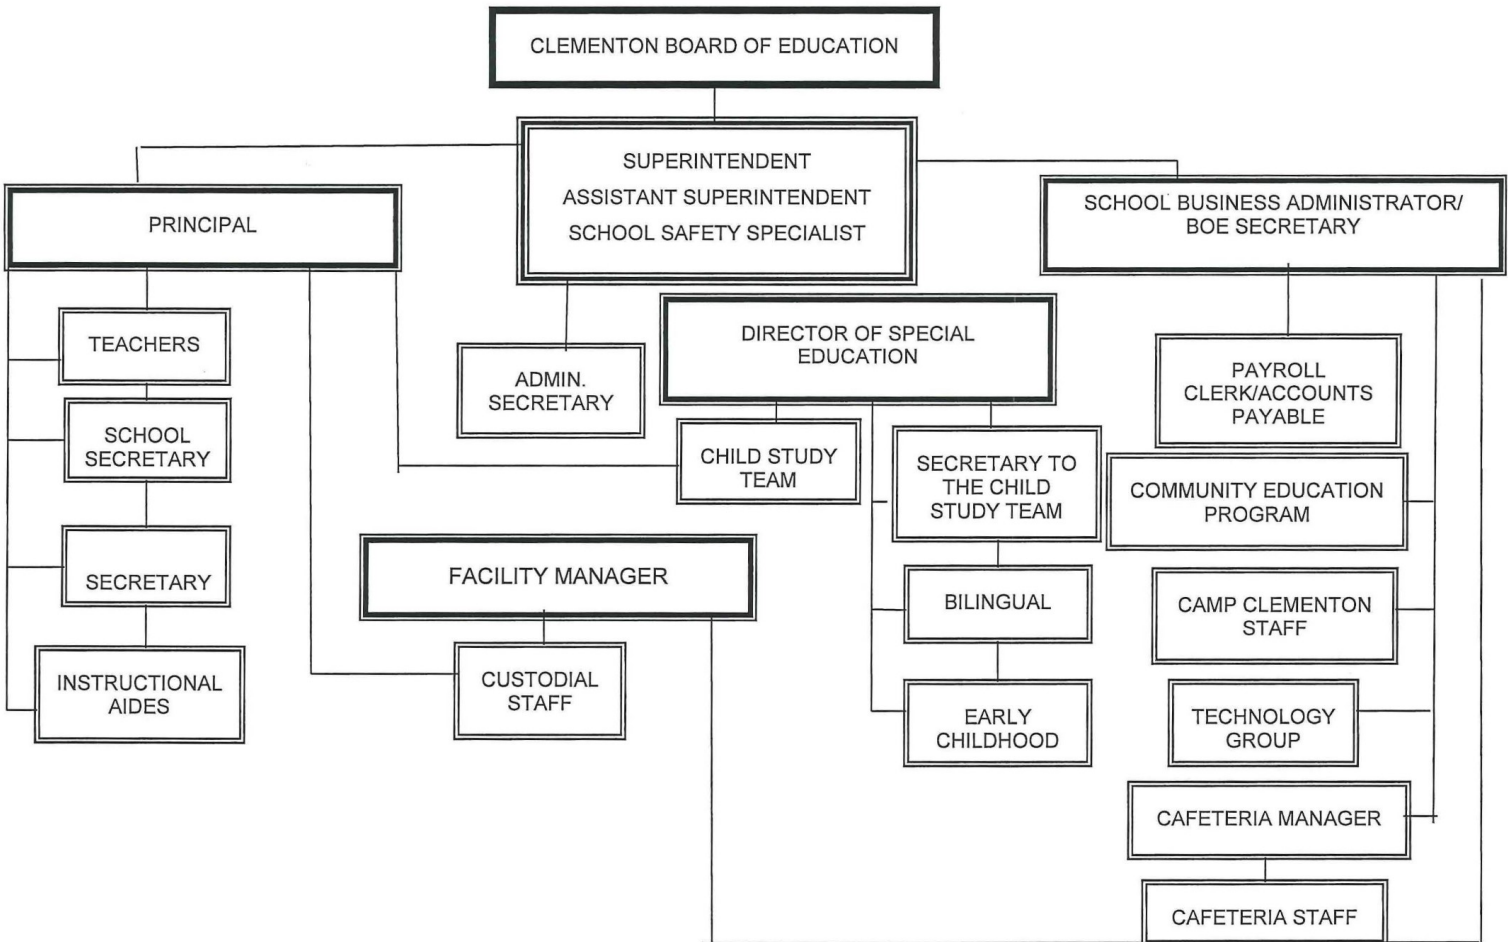 CLEMENTON BOARD OF EDUCATION
SUPERINTENDENT
ASSISTANT SUPERINTENDENT
SCHOOL SAFETY SPECIALIST
PRINCIPAL
SCHOOL BUSINESS ADMINISTRATOR/
BOE SECRETARY
TEACHERS
SCHOOL
SECRETARY
SECRETARY
INSTRUCTIONAL
AIDES
ADMIN.
SECRETARY
DIRECTOR OF SPECIAL
EDUCATION
CHILD STUDY
TEAM
SECRETARY TO
THE CHILD
STUDY TEAM
BILINGUAL
EARLY
CHILDHOOD
FACILITY MANAGER
CUSTODIAL
STAFF
PAYROLL
CLERK/ACCOUNTS
PAYABLE
COMMUNITY EDUCATION
PROGRAM
CAMP CLEMENTON
STAFF
TECHNOLOGY
GROUP
CAFETERIA MANAGER
CAFETERIA STAFF